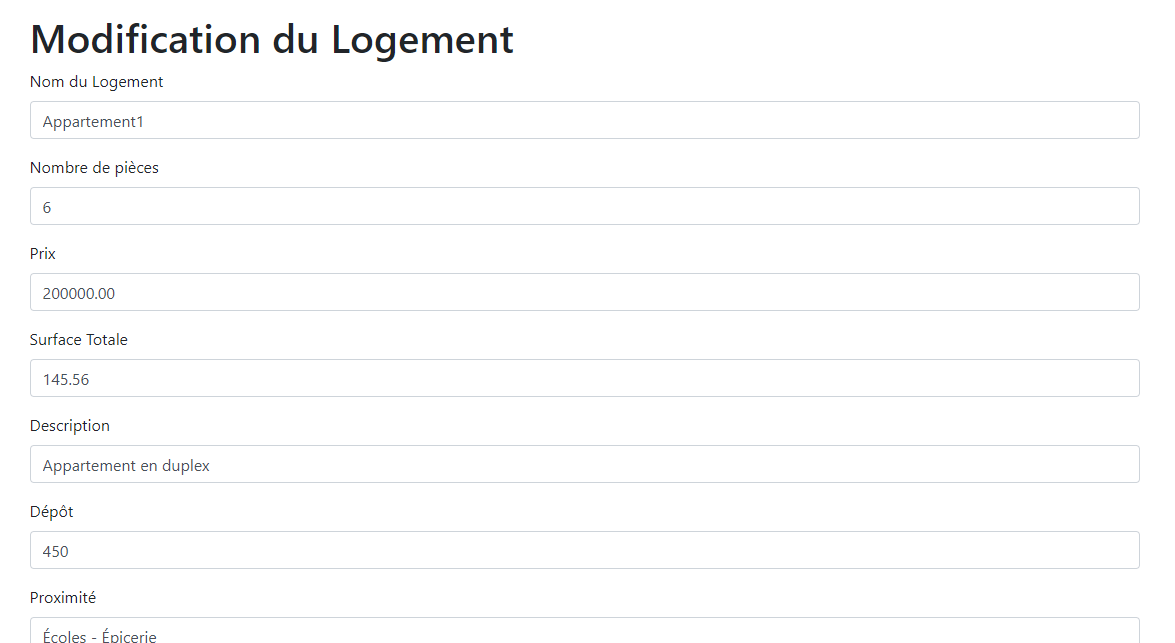 Modification du Logement
Nom du Logement
Appartement1
Nombre de pièces
6
Prix
200000.00
Surface Totale
145.56
Description
Appartement en duplex
Dépôt
450
Proximité
Écoles - Épicerie